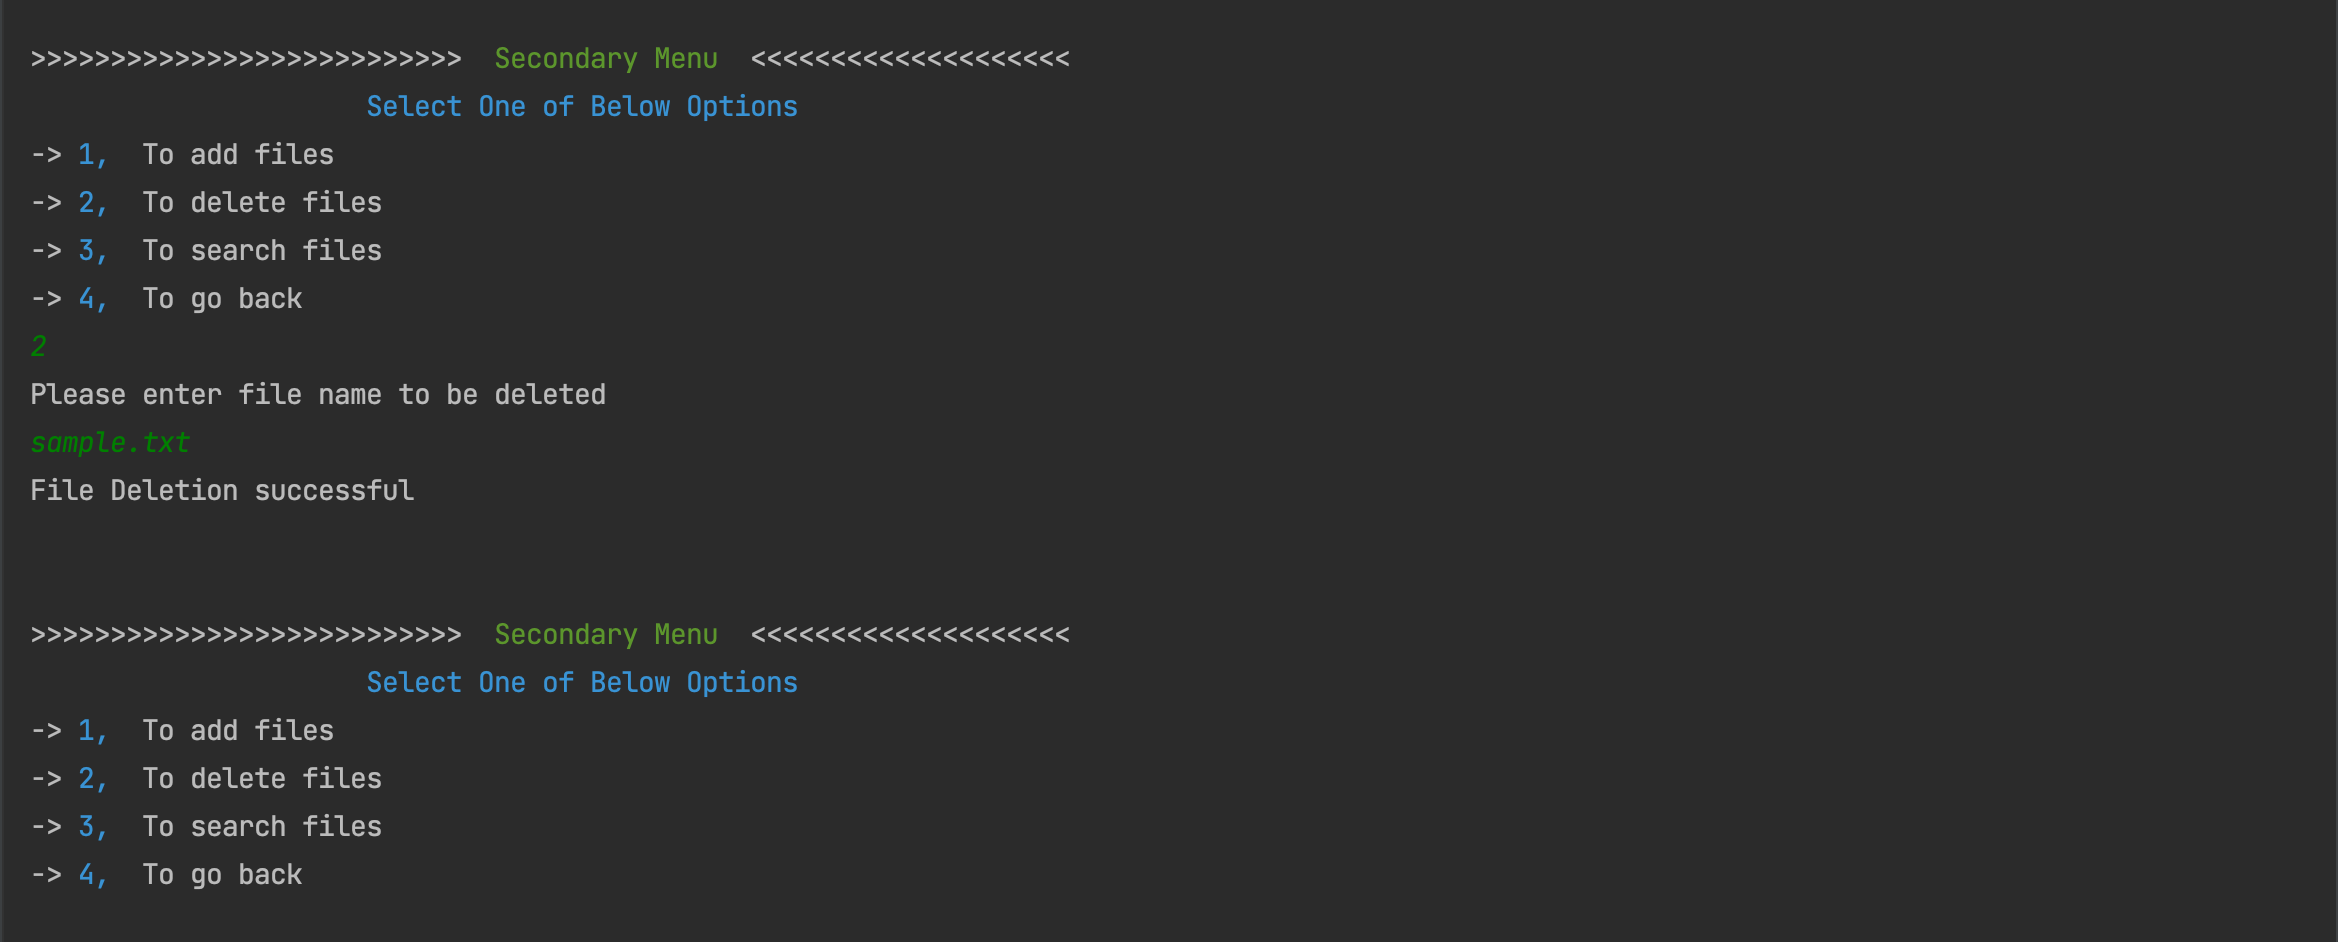 >>>>>>>>>>>>>>>>>>>>>>>>>>>  Secondary Menu  <<<<<<<<<<<<<<<<<<<<
Select One of Below Options
-> 1,  To add files
-> 2,  To delete files
-> 3,  To search files
-> 4,  To go back
2
Please enter file name to be deleted
sample.txt
File Deletion successful
>>>>>>>>>>>>>>>>>>>>>>>>>>>  Secondary Menu  <<<<<<<<<<<<<<<<<<<<
Select One of Below Options
-> 1,  To add files
-> 2,  To delete files
-> 3,  To search files
-> 4,  To go back